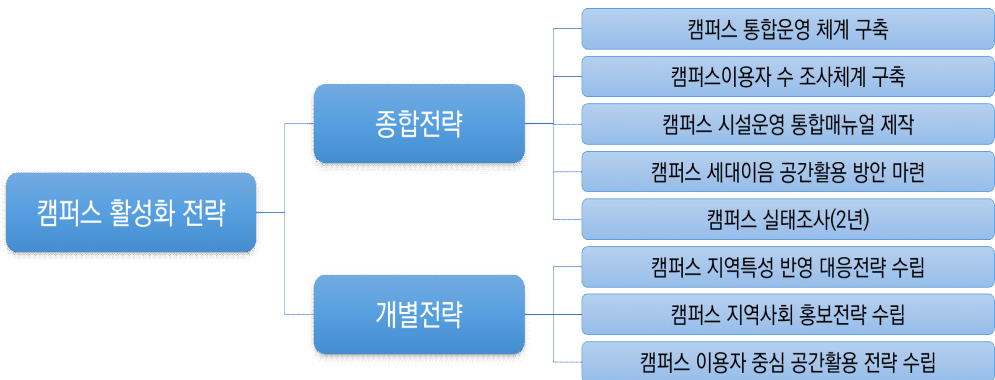 캠퍼스 활성화 전략
종합전략
캠퍼스 통합운영 체계 구축
캠퍼스이용자 수 조사체계 구축
캠퍼스 시설운영 통합매뉴얼 제작
캠퍼스 세대이음 공간활용 방안 마련
캠퍼스 실태조사(2년)
개별전략
캠퍼스 지역특성 반영 대응전략 수립
캠퍼스 지역사회 홍보전략 수립
캠퍼스 이용자 중심 공간활용 전략 수립